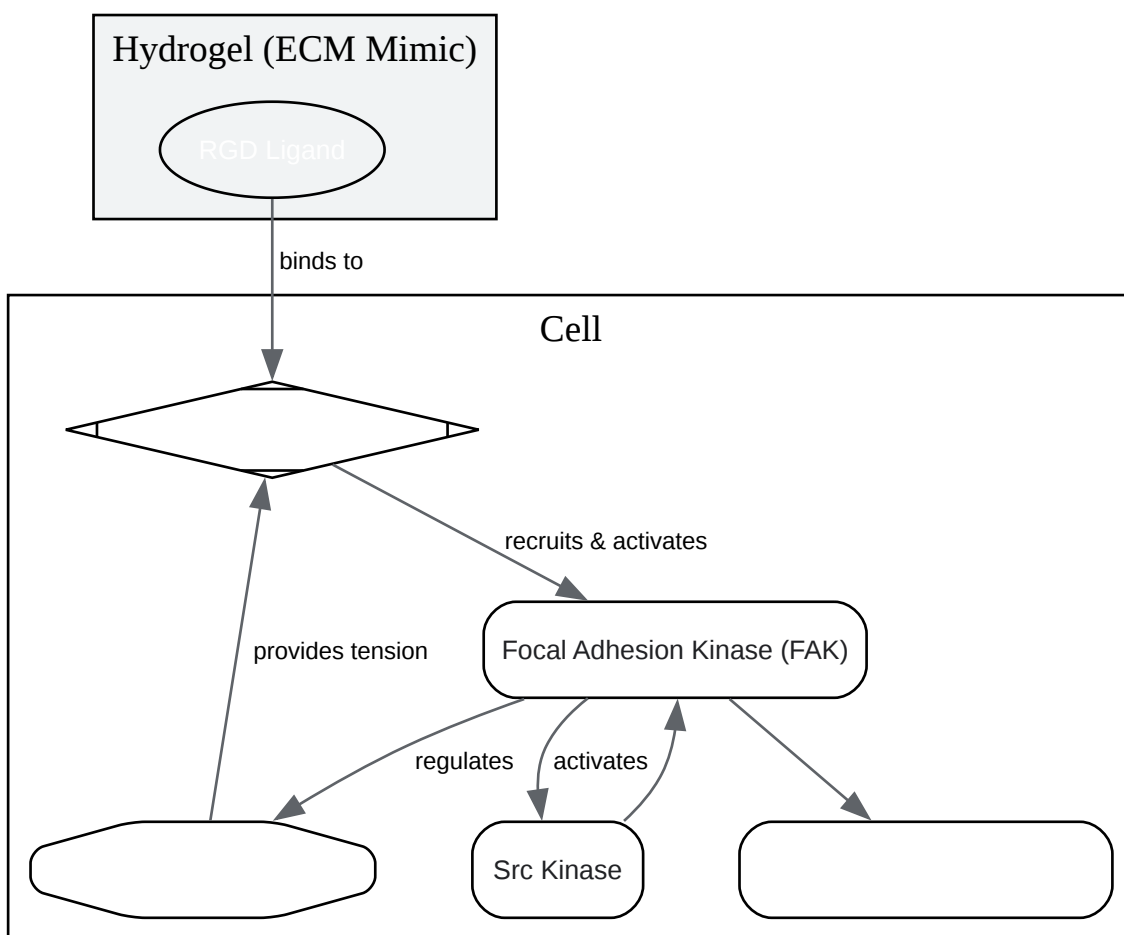 Hydrogel (ECM Mimic)
RGD Ligand
binds to
Cell
recruits & activates
provides tension
Focal Adhesion Kinase (FAK)
regulates
activates
Src Kinase